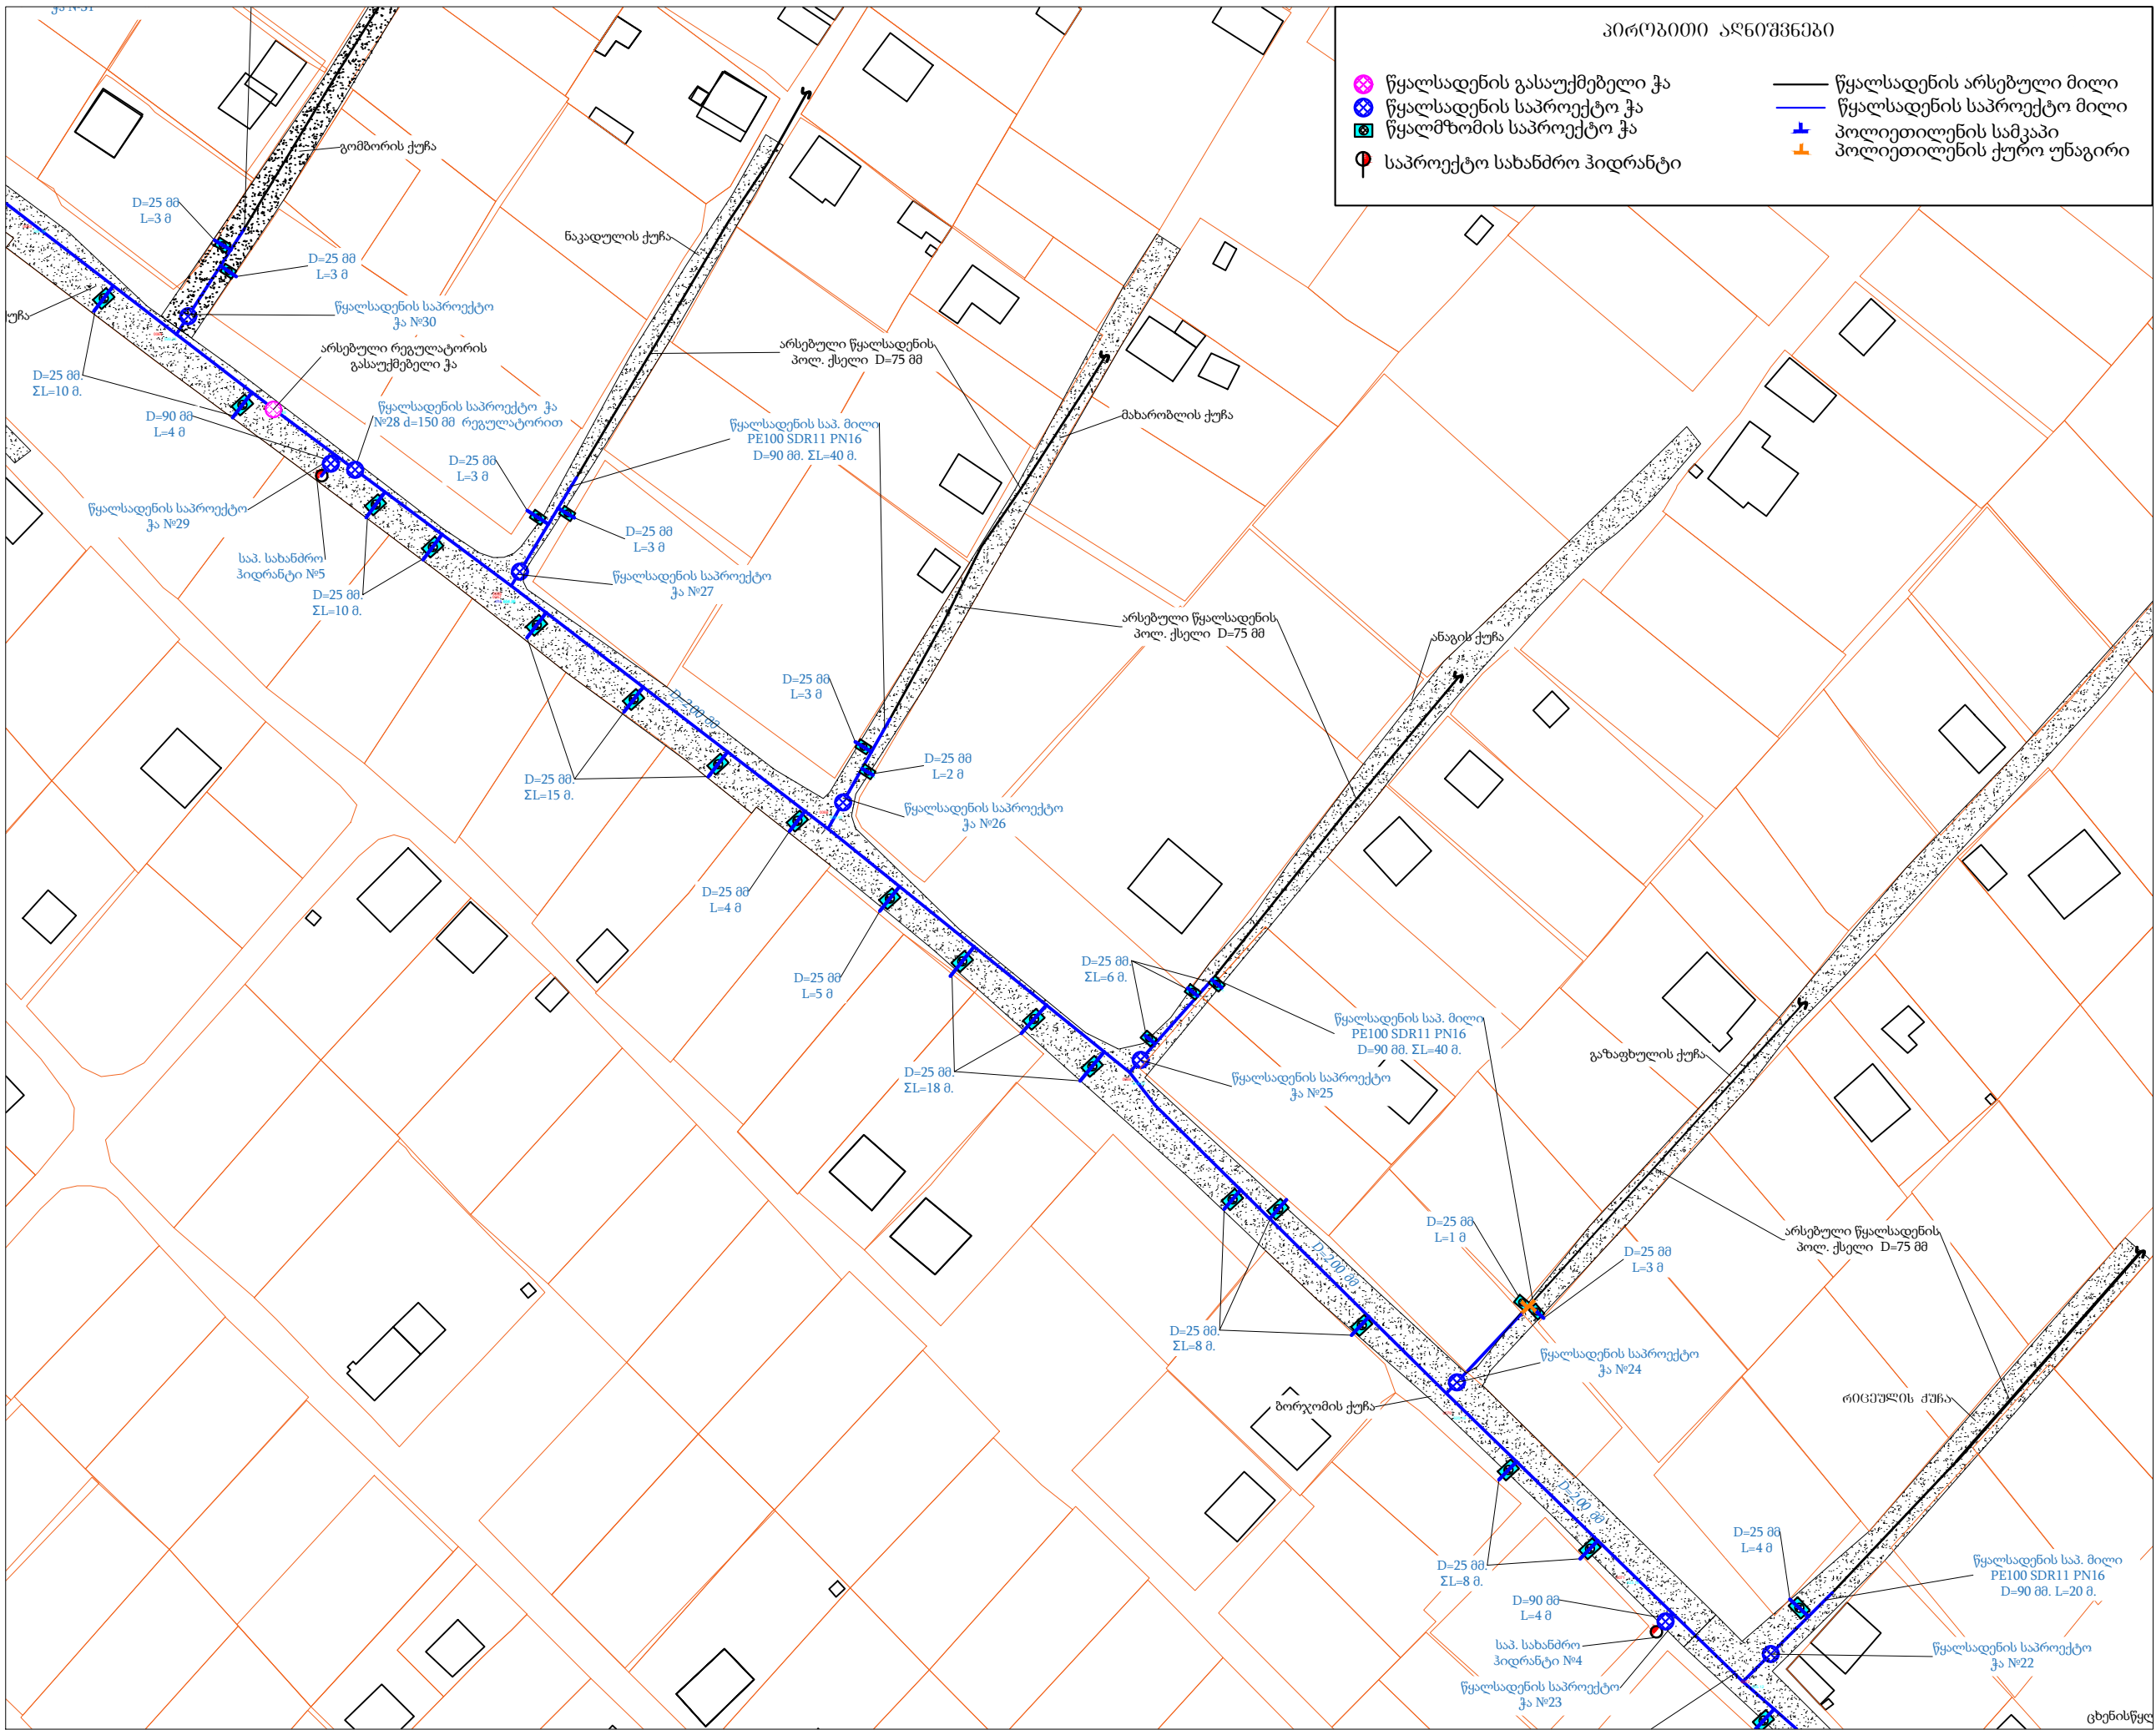 პირობითი აღნიშვნები
წყალსადენის გასაუქმებელი ჭა
წყალსადენის საპროექტო ჭა
წყალმზომის საპროექტო ჭა
საპროექტო სახანძრო ჰიდრანტი
წყალსადენის არსებული მილი
წყალსადენის საპროექტო მილი
პოლიეთილენის სამკაპი
პოლიეთილენის ქურო უნაგირი
ჭა №31
გომბორის ქუჩა
D=25 მმ
L=3 მ
ნაკადულის ქუჩა
D=25 მმ
L=3 მ
წყალსადენის საპროექტო
ჭა №30
არსებული რეგულატორის
გასაუქმებელი ჭა
არსებული წყალსადენის
პოლ. ქსელი D=75 მმ
D=25 მმ.
ΣL=10 მ.
D=90 მმ
L=4 მ
წყალსადენის საპროექტო ჭა
№28 d=150 მმ რეგულატორით
წყალსადენის საპ. მილი
PE100 SDR11 PN16
D=90 მმ. ΣL=40 მ.
მახარობლის ქუჩა
D=25 მმ
L=3 მ
წყალსადენის საპროექტო
ჭა №29
D=25 მმ
L=3 მ
საპ. სახანძრო
ჰიდრანტი №5
წყალსადენის საპროექტო
ჭა №27
D=25 მმ.
ΣL=10 მ.
არსებული წყალსადენის
პოლ. ქსელი D=75 მმ
ანაგის ქუჩა
D=25 მმ
L=3 მ
D=200 მმ
D=25 მმ
L=2 მ
D=25 მმ.
ΣL=15 მ.
წყალსადენის საპროექტო
ჭა №26
D=25 მმ
L=4 მ
D=25 მმ
L=5 მ
D=25 მმ.
ΣL=6 მ.
წყალსადენის საპ. მილი
PE100 SDR11 PN16
D=90 მმ. ΣL=40 მ.
გაზაფხულის ქუჩა
D=25 მმ.
ΣL=18 მ.
წყალსადენის საპროექტო
ჭა №25
D=25 მმ
L=1 მ
არსებული წყალსადენის
პოლ. ქსელი D=75 მმ
D=200 მმ
D=25 მმ
L=3 მ
D=25 მმ.
ΣL=8 მ.
წყალსადენის საპროექტო
ჭა №24
ბორჯომის ქუჩა
რიცეულის ქუჩა
D=200 მმ
D=25 მმ.
ΣL=8 მ.
D=25 მმ
L=4 მ
წყალსადენის საპ. მილი
PE100 SDR11 PN16
D=90 მმ. L=20 მ.
D=90 მმ
L=4 მ
საპ. სახანძრო
ჰიდრანტი №4
წყალსადენის საპროექტო
ჭა №22
წყალსადენის საპროექტო
ჭა №23